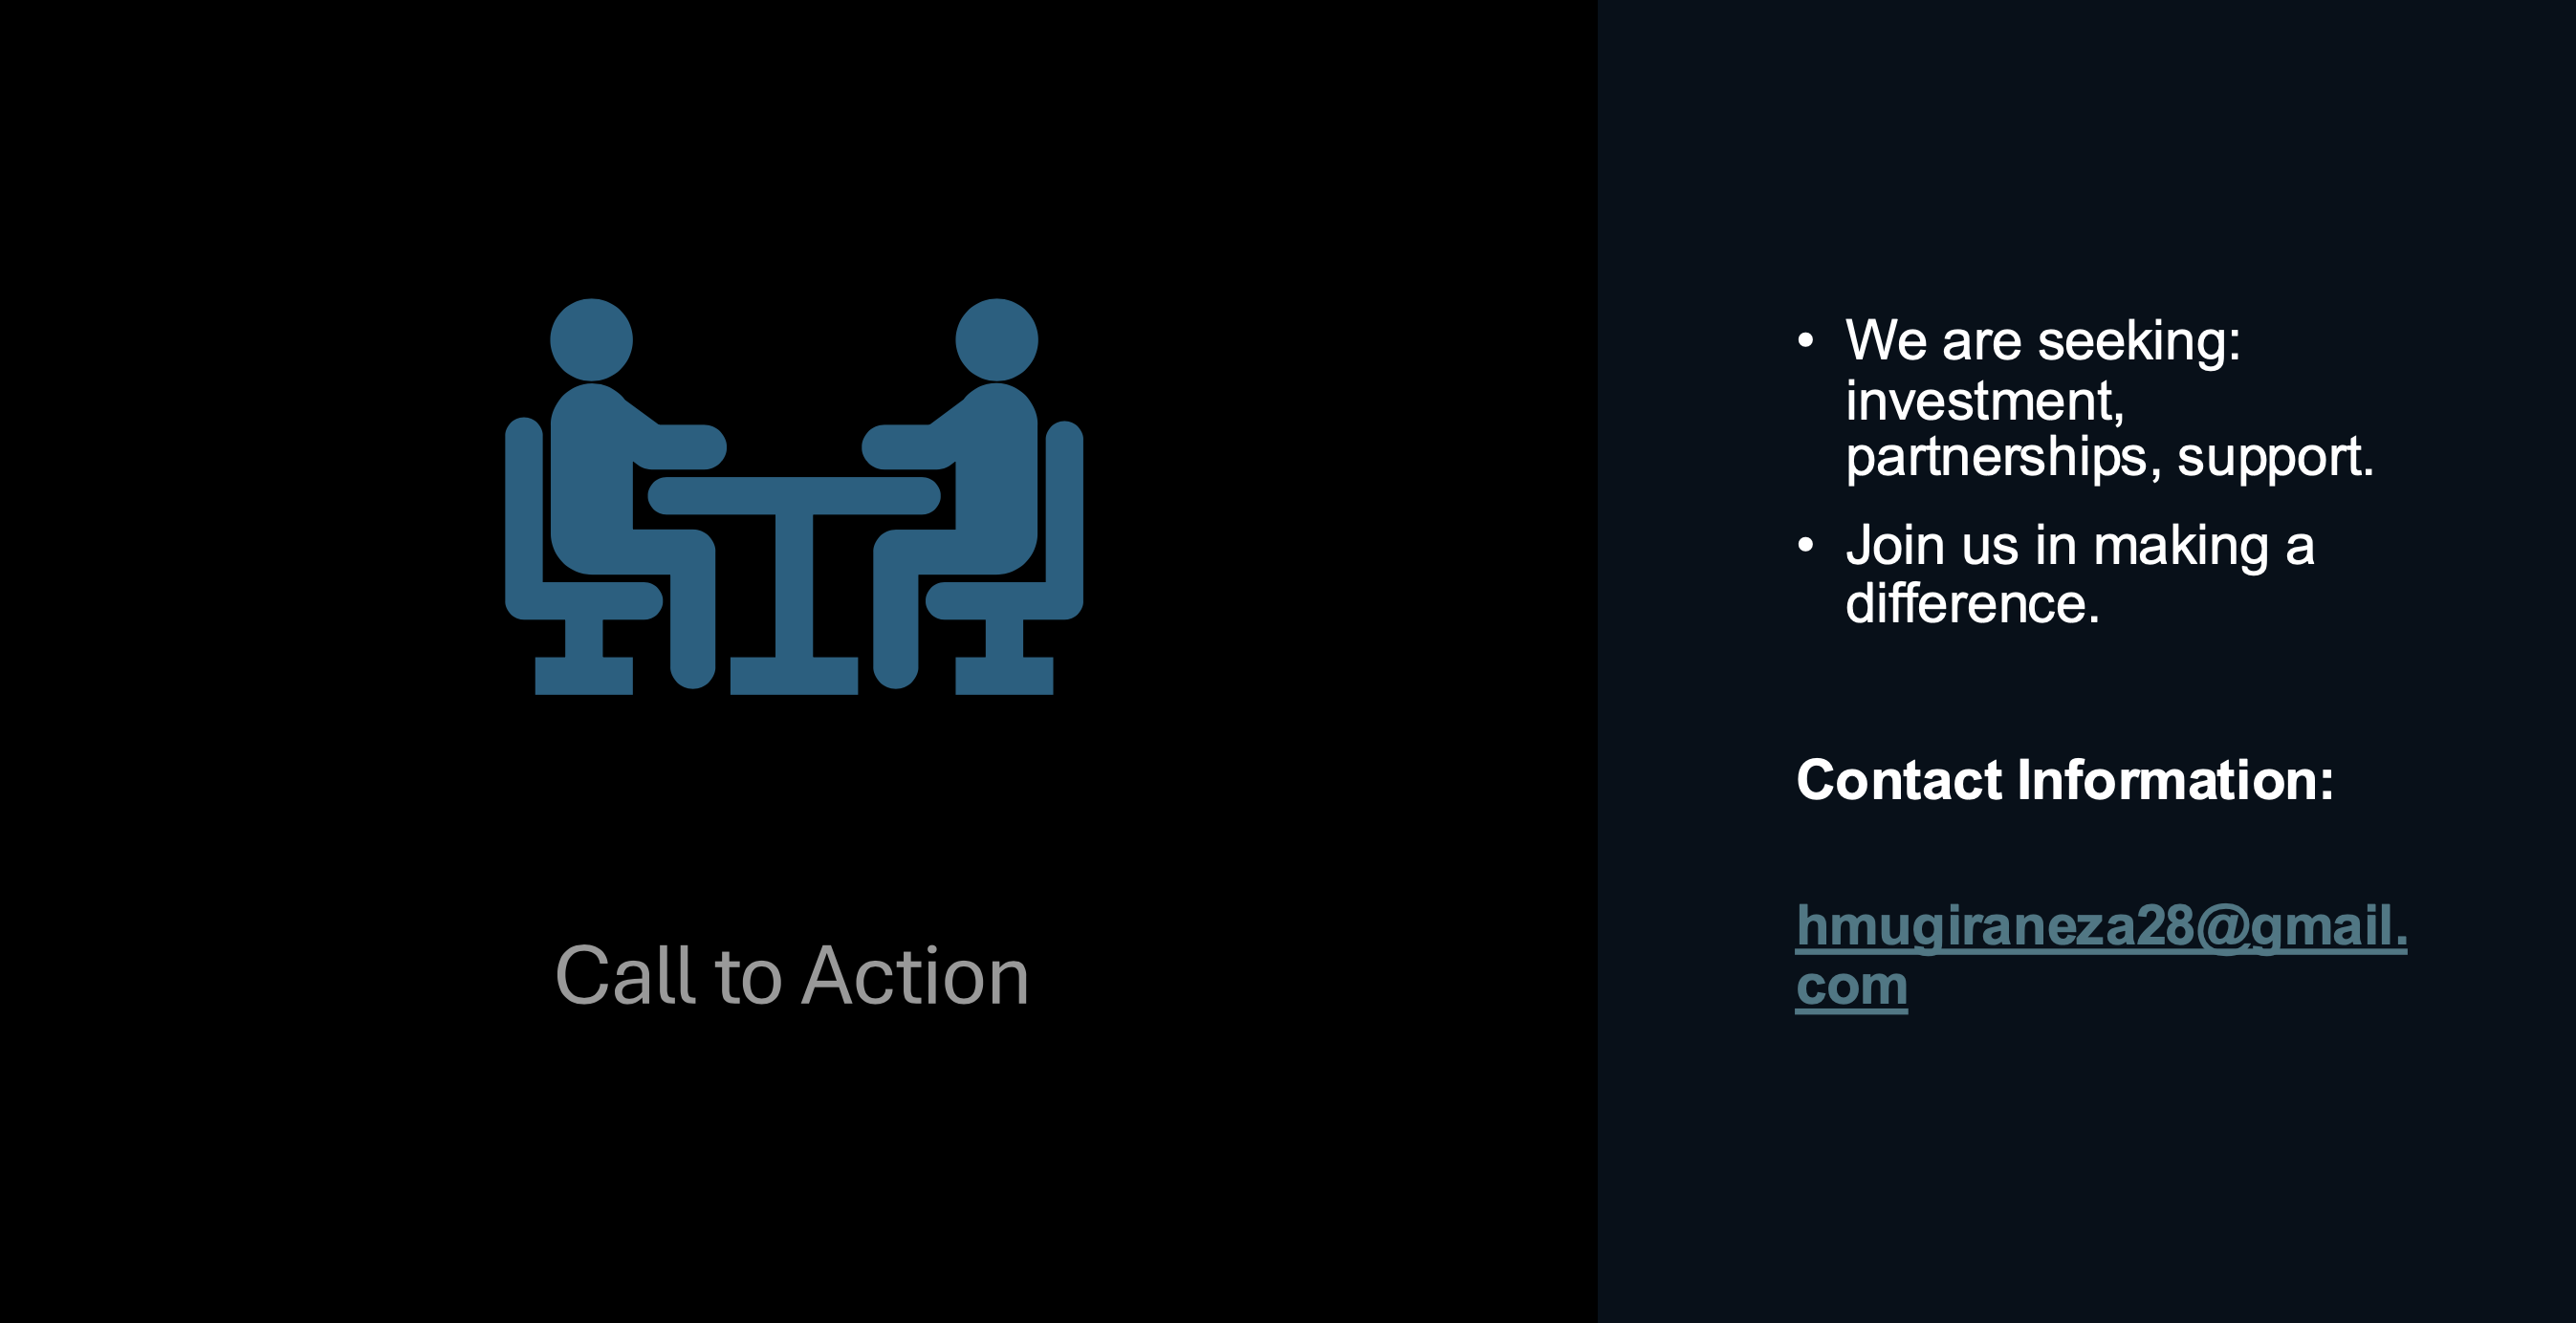 Call to Action
• We are seeking:
investment,
partnerships, support.
• Join us in making a
difference.
Contact Information:
hmugiraneza28@gmail.
com